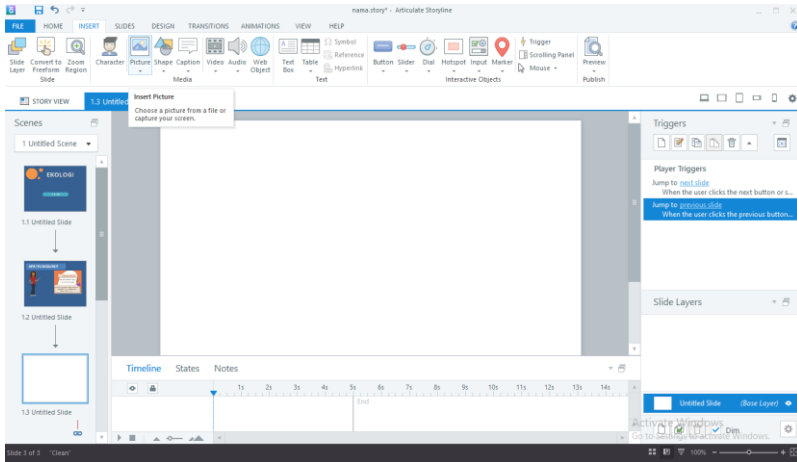 nama.story* - Articulate Storyline
FILE HOME INSERT SLIDES DESIGN TRANSITIONS ANIMATIONS VIEW HELP
Slide Layer
Convert to Freeform
Zoom Region
Slide
Character Picture Shape Caption Video Audio Web Object
Media
Text Box
Table
Symbol
Reference
Hyperlink
Text
Button Slider Dial Hotspot Input Marker
Trigger
Scrolling Panel
Mouse
Interactive Objects
Preview
Publish
STORY VIEW
1.3 Untitled
Insert Picture
Choose a picture from a file or
capture your screen.
Scenes
1 Untitled Scene
EKOLOGI
1.1 Untitled Slide
1.2 Untitled Slide
1.3 Untitled Slide
Timeline States Notes
1s 2s 3s 4s 5s 6s 7s 8s 9s 10s 11s 12s 13s 14s
End
Triggers
Player Triggers
Jump to next slide
When the user clicks the next button or s...
Jump to previous slide
When the user clicks the previous button...
Slide Layers
Untitled Slide (Base Layer)
Dim
Activate Windows
Go to Settings to activate Windows.
Slide 3 of 3 "Clean" 100%